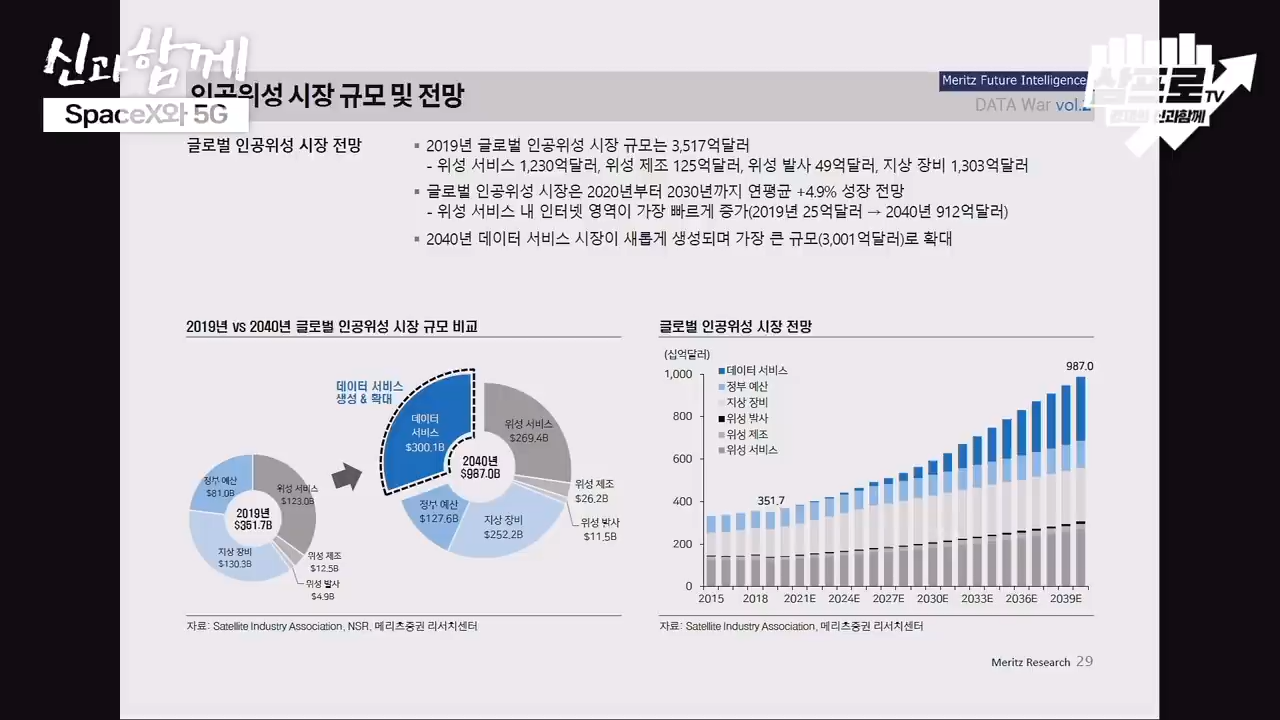 신과함께
SpaceX와 5G
삼프로TV
신과함께
인공위성 시장 규모 및 전망
Meritz Future Intelligence
DATA War vol.2
글로벌 인공위성 시장 전망
▪ 2019년 글로벌 인공위성 시장 규모는 3,517억달러
- 위성 서비스 1,230억달러, 위성 제조 125억달러, 위성 발사 49억달러, 지상 장비 1,303억달러
▪ 글로벌 인공위성 시장은 2020년부터 2030년까지 연평균 +4.9% 성장 전망
- 위성 서비스 내 인터넷 영역이 가장 빠르게 증가(2019년 25억달러 → 2040년 912억달러)
▪ 2040년 데이터 서비스 시장이 새롭게 생성되며 가장 큰 규모(3,001억달러)로 확대
2019년 vs 2040년 글로벌 인공위성 시장 규모 비교
데이터 서비스
생성 & 확대
데이터
서비스
$300.1B
위성 서비스
$269.4B
2040년
$987.0B
위성 제조
$26.2B
위성 발사
$11.5B
지상 장비
$252.2B
정부 예산
$127.6B
정부 예산
$81.0B
위성 서비스
$123.0B
2019년
$351.7B
지상 장비
$130.3B
위성 제조
$12.5B
위성 발사
$4.9B
자료: Satellite Industry Association, NSR, 메리츠증권 리서치센터
글로벌 인공위성 시장 전망
(십억달러)
1,000
800
600
400
200
0
데이터 서비스
정부 예산
지상 장비
위성 발사
위성 제조
위성 서비스
351.7
987.0
2015 2018 2021E 2024E 2027E 2030E 2033E 2036E 2039E
자료: Satellite Industry Association, 메리츠증권 리서치센터
Meritz Research 29